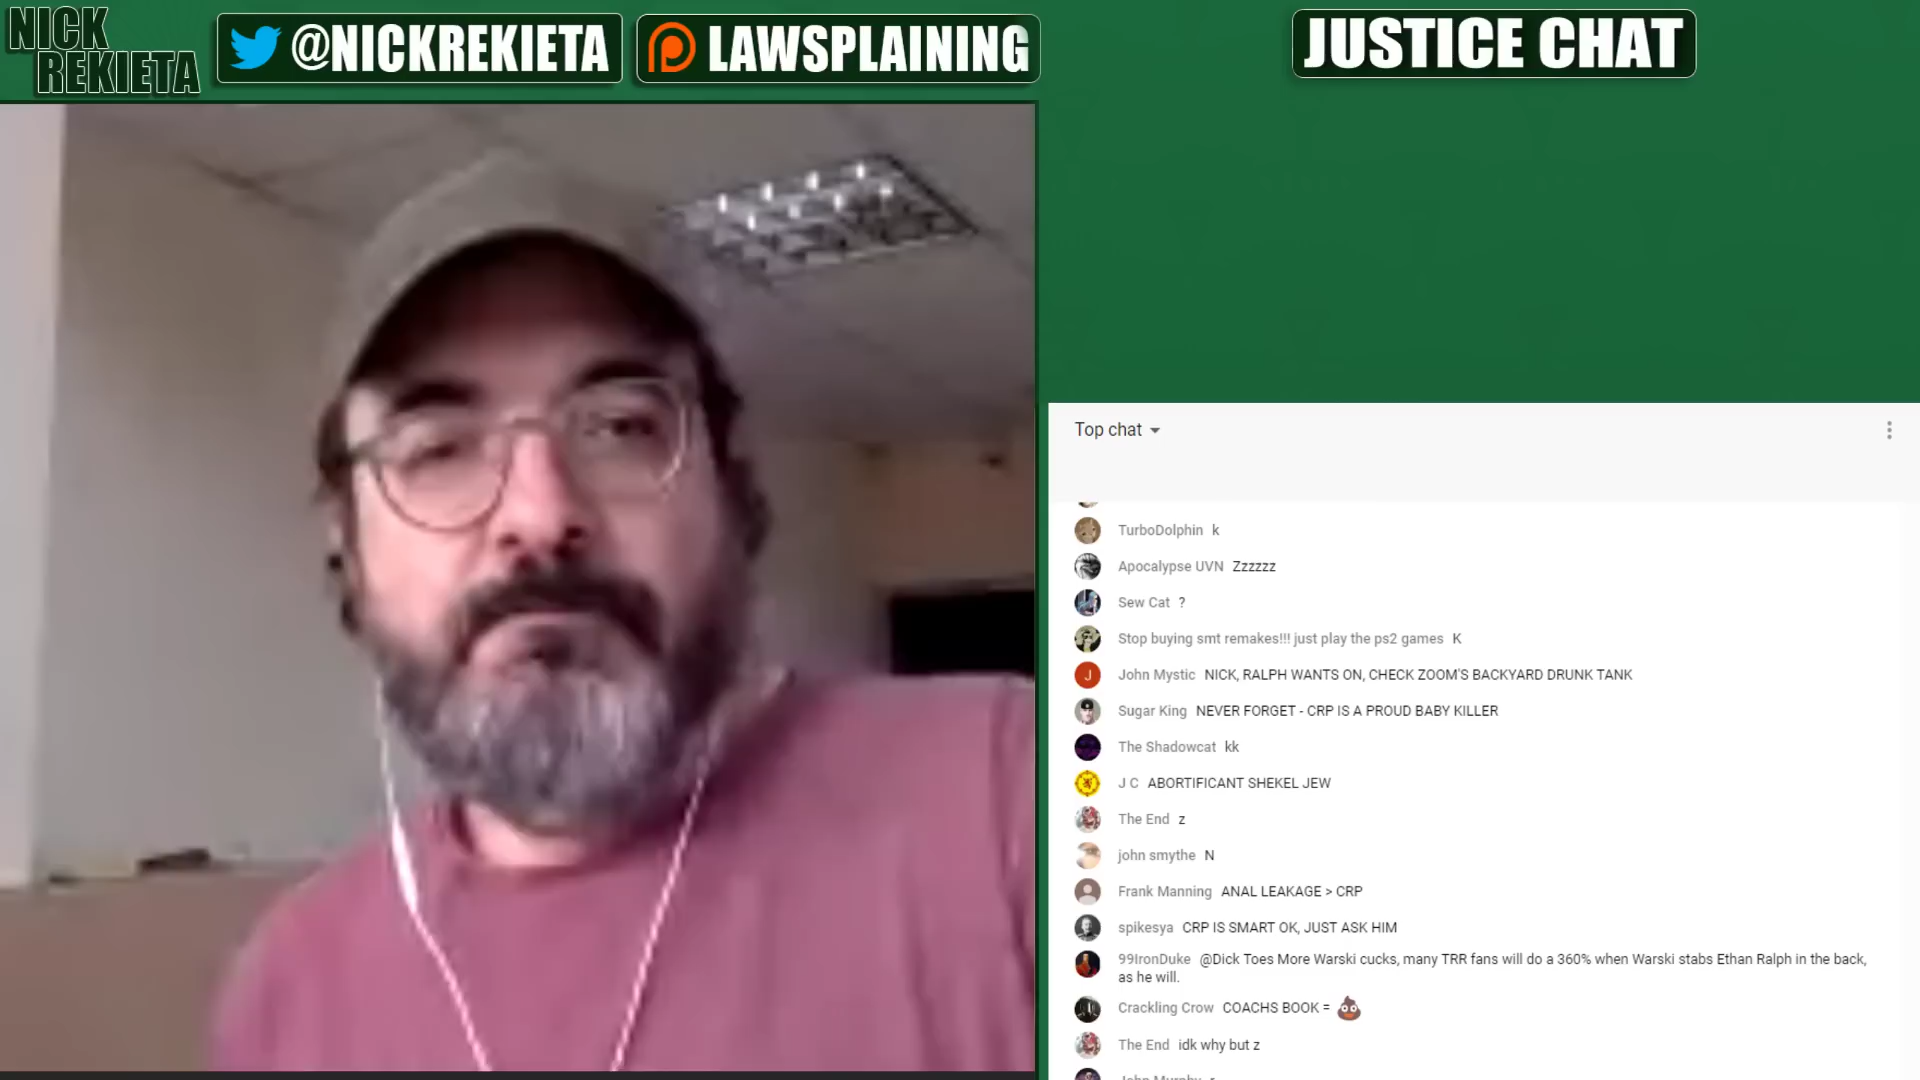 NICK
REKIETA
@NICKREKIETA
LAWSPLAINING
JUSTICE CHAT
Top chat
TurboDolphin k
Apocalypse UVN Zzzzzz
Sew Cat ?
Stop buying smt remakes!!! just play the ps2 games K
J
John Mystic NICK, RALPH WANTS ON, CHECK ZOOM'S BACKYARD DRUNK TANK
Sugar King NEVER FORGET - CRP IS A PROUD BABY KILLER
The Shadowcat kk
J C ABORTIFICANT SHEKEL JEW
The End z
john smythe N
Frank Manning ANAL LEAKAGE > CRP
spikesya CRP IS SMART OK, JUST ASK HIM
99IronDuke @Dick Toes More Warski cucks, many TRR fans will do a 360% when Warski stabs Ethan Ralph in the back,
as he will.
Crackling Crow COACHS BOOK = 💩
The End idk why but z
John Murphy r